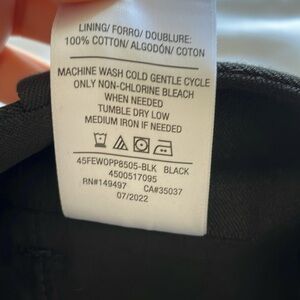 LINING/ FORRO/ DOUBLURE:
100% COTTON/ ALGODÓN/ COTON
MACHINE WASH COLD GENTLE CYCLE
ONLY NON-CHLORINE BLEACH
WHEN NEEDED
TUMBLE DRY LOW
MEDIUM IRON IF NEEDED
45FEWOPP8505-BLK BLACK
4500517095
RN#149497 CA#35037
07/2022